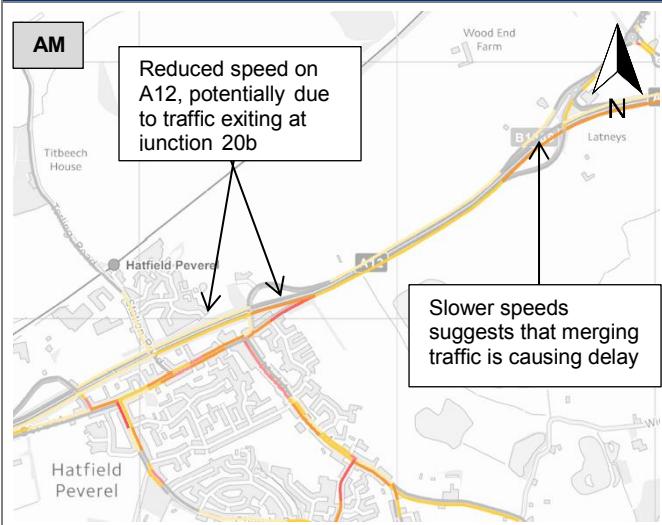 AM
Wood End
Farm
Reduced speed on
A12, potentially due
to traffic exiting at
junction 20b
N
Latneys
Titbeech
House
Hatfield Peverel
A12
Slower speeds
suggests that merging
traffic is causing delay
Hatfield
Peverel